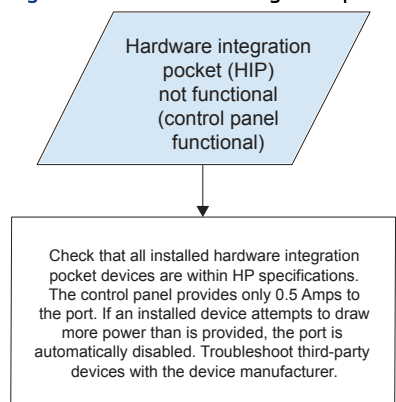 Hardware integration
pocket (HIP)
not functional
(control panel
functional)
Check that all installed hardware integration
pocket devices are within HP specifications.
The control panel provides only 0.5 Amps to
the port. If an installed device attempts to draw
more power than is provided, the port is
automatically disabled. Troubleshoot third-party
devices with the device manufacturer.